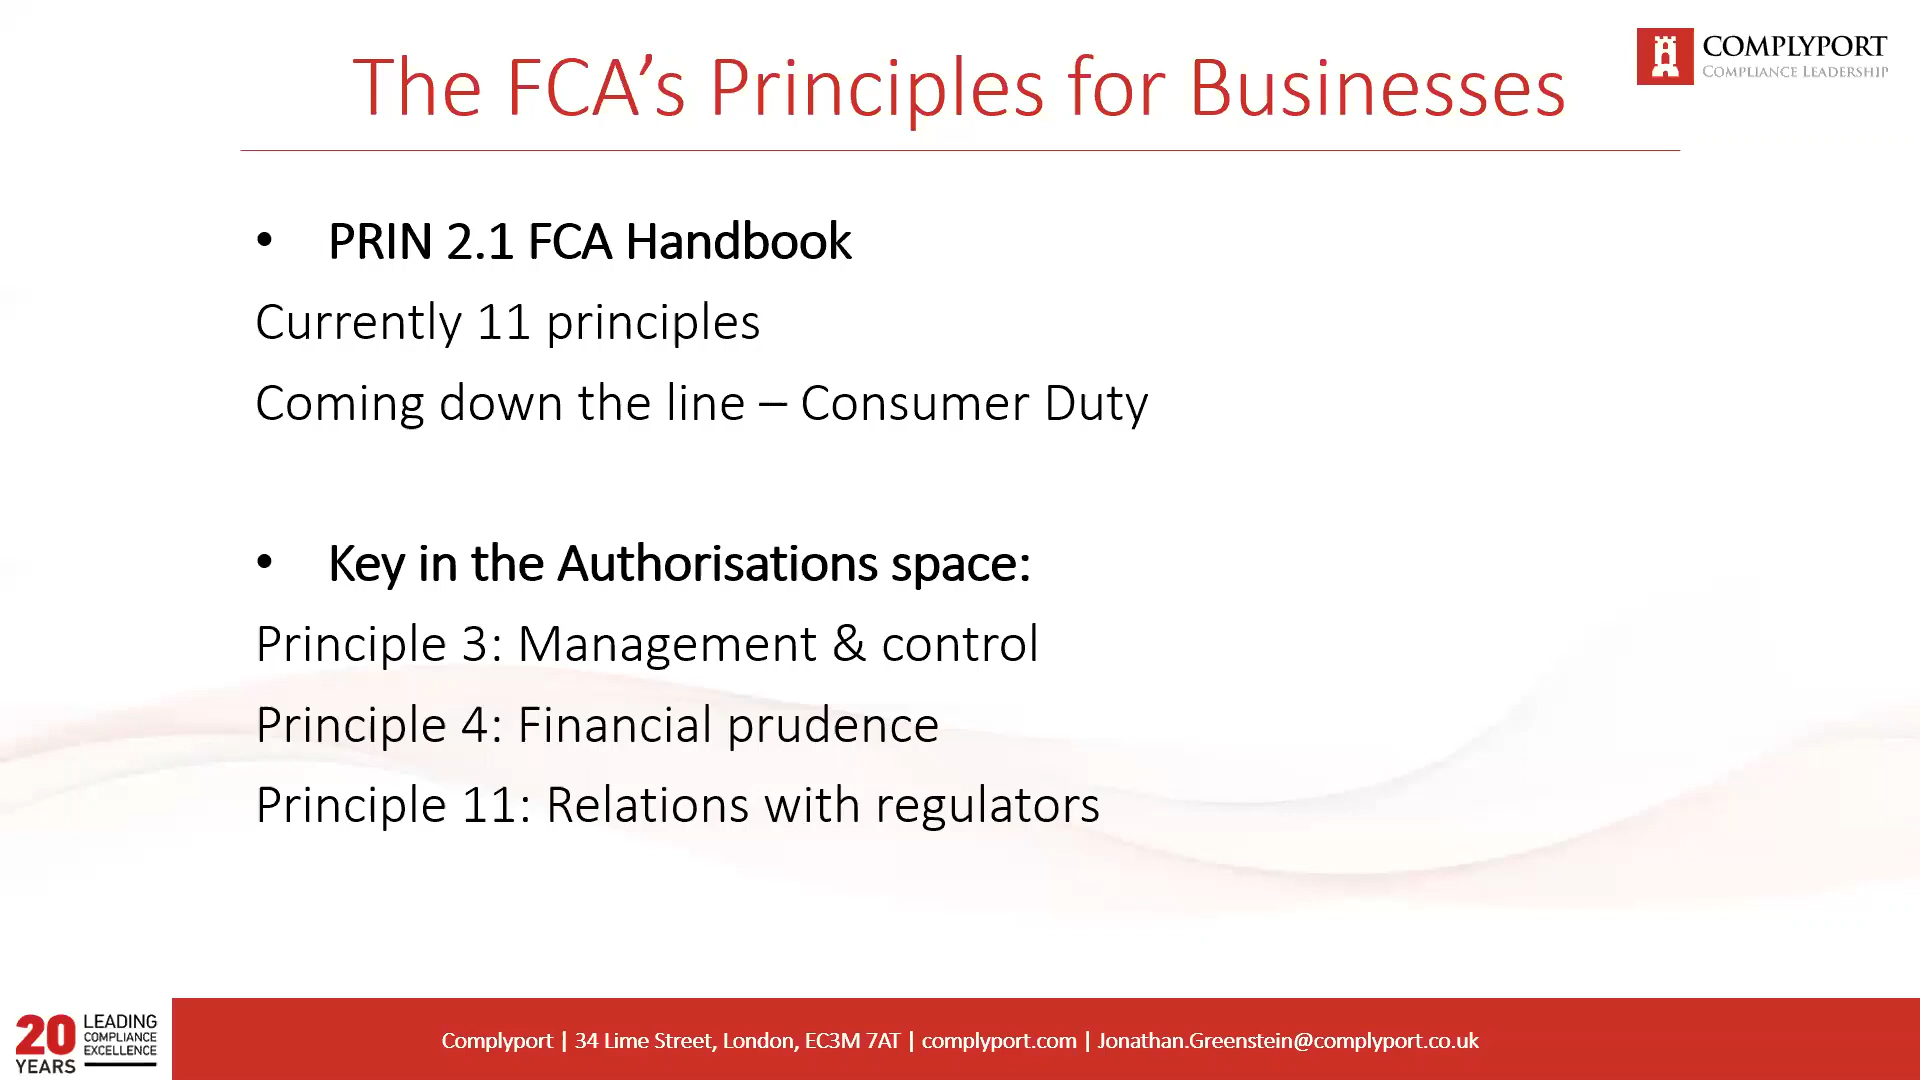 The FCA’s Principles for Businesses
COMPLYPORT
COMPLIANCE LEADERSHIP
• PRIN 2.1 FCA Handbook
Currently 11 principles
Coming down the line – Consumer Duty
• Key in the Authorisations space:
Principle 3: Management & control
Principle 4: Financial prudence
Principle 11: Relations with regulators
20 YEARS
LEADING
COMPLIANCE
EXCELLENCE
Complyport | 34 Lime Street, London, EC3M 7AT | complyport.com | Jonathan.Greenstein@complyport.co.uk